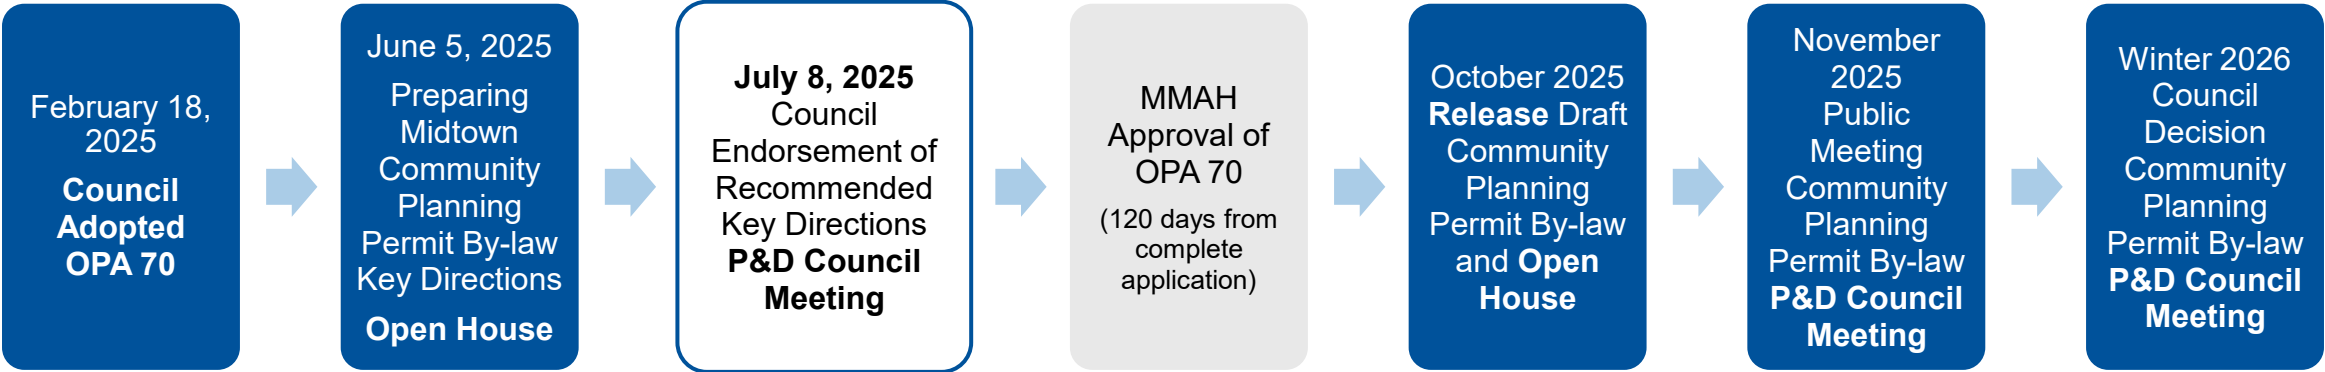 February 18,
2025
Council
Adopted
OPA 70
June 5, 2025
Preparing
Midtown
Community
Planning
Permit By-law
Key Directions
Open House
July 8, 2025
Council
Endorsement of
Recommended
Key Directions
P&D Council
Meeting
MMAH
Approval of
OPA 70
(120 days from
complete
application)
October 2025
Release Draft
Community
Planning
Permit By-law
and Open
House
November
2025
Public
Meeting
Community
Planning
Permit By-law
P&D Council
Meeting
Winter 2026
Council
Decision
Community
Planning
Permit By-law
P&D Council
Meeting